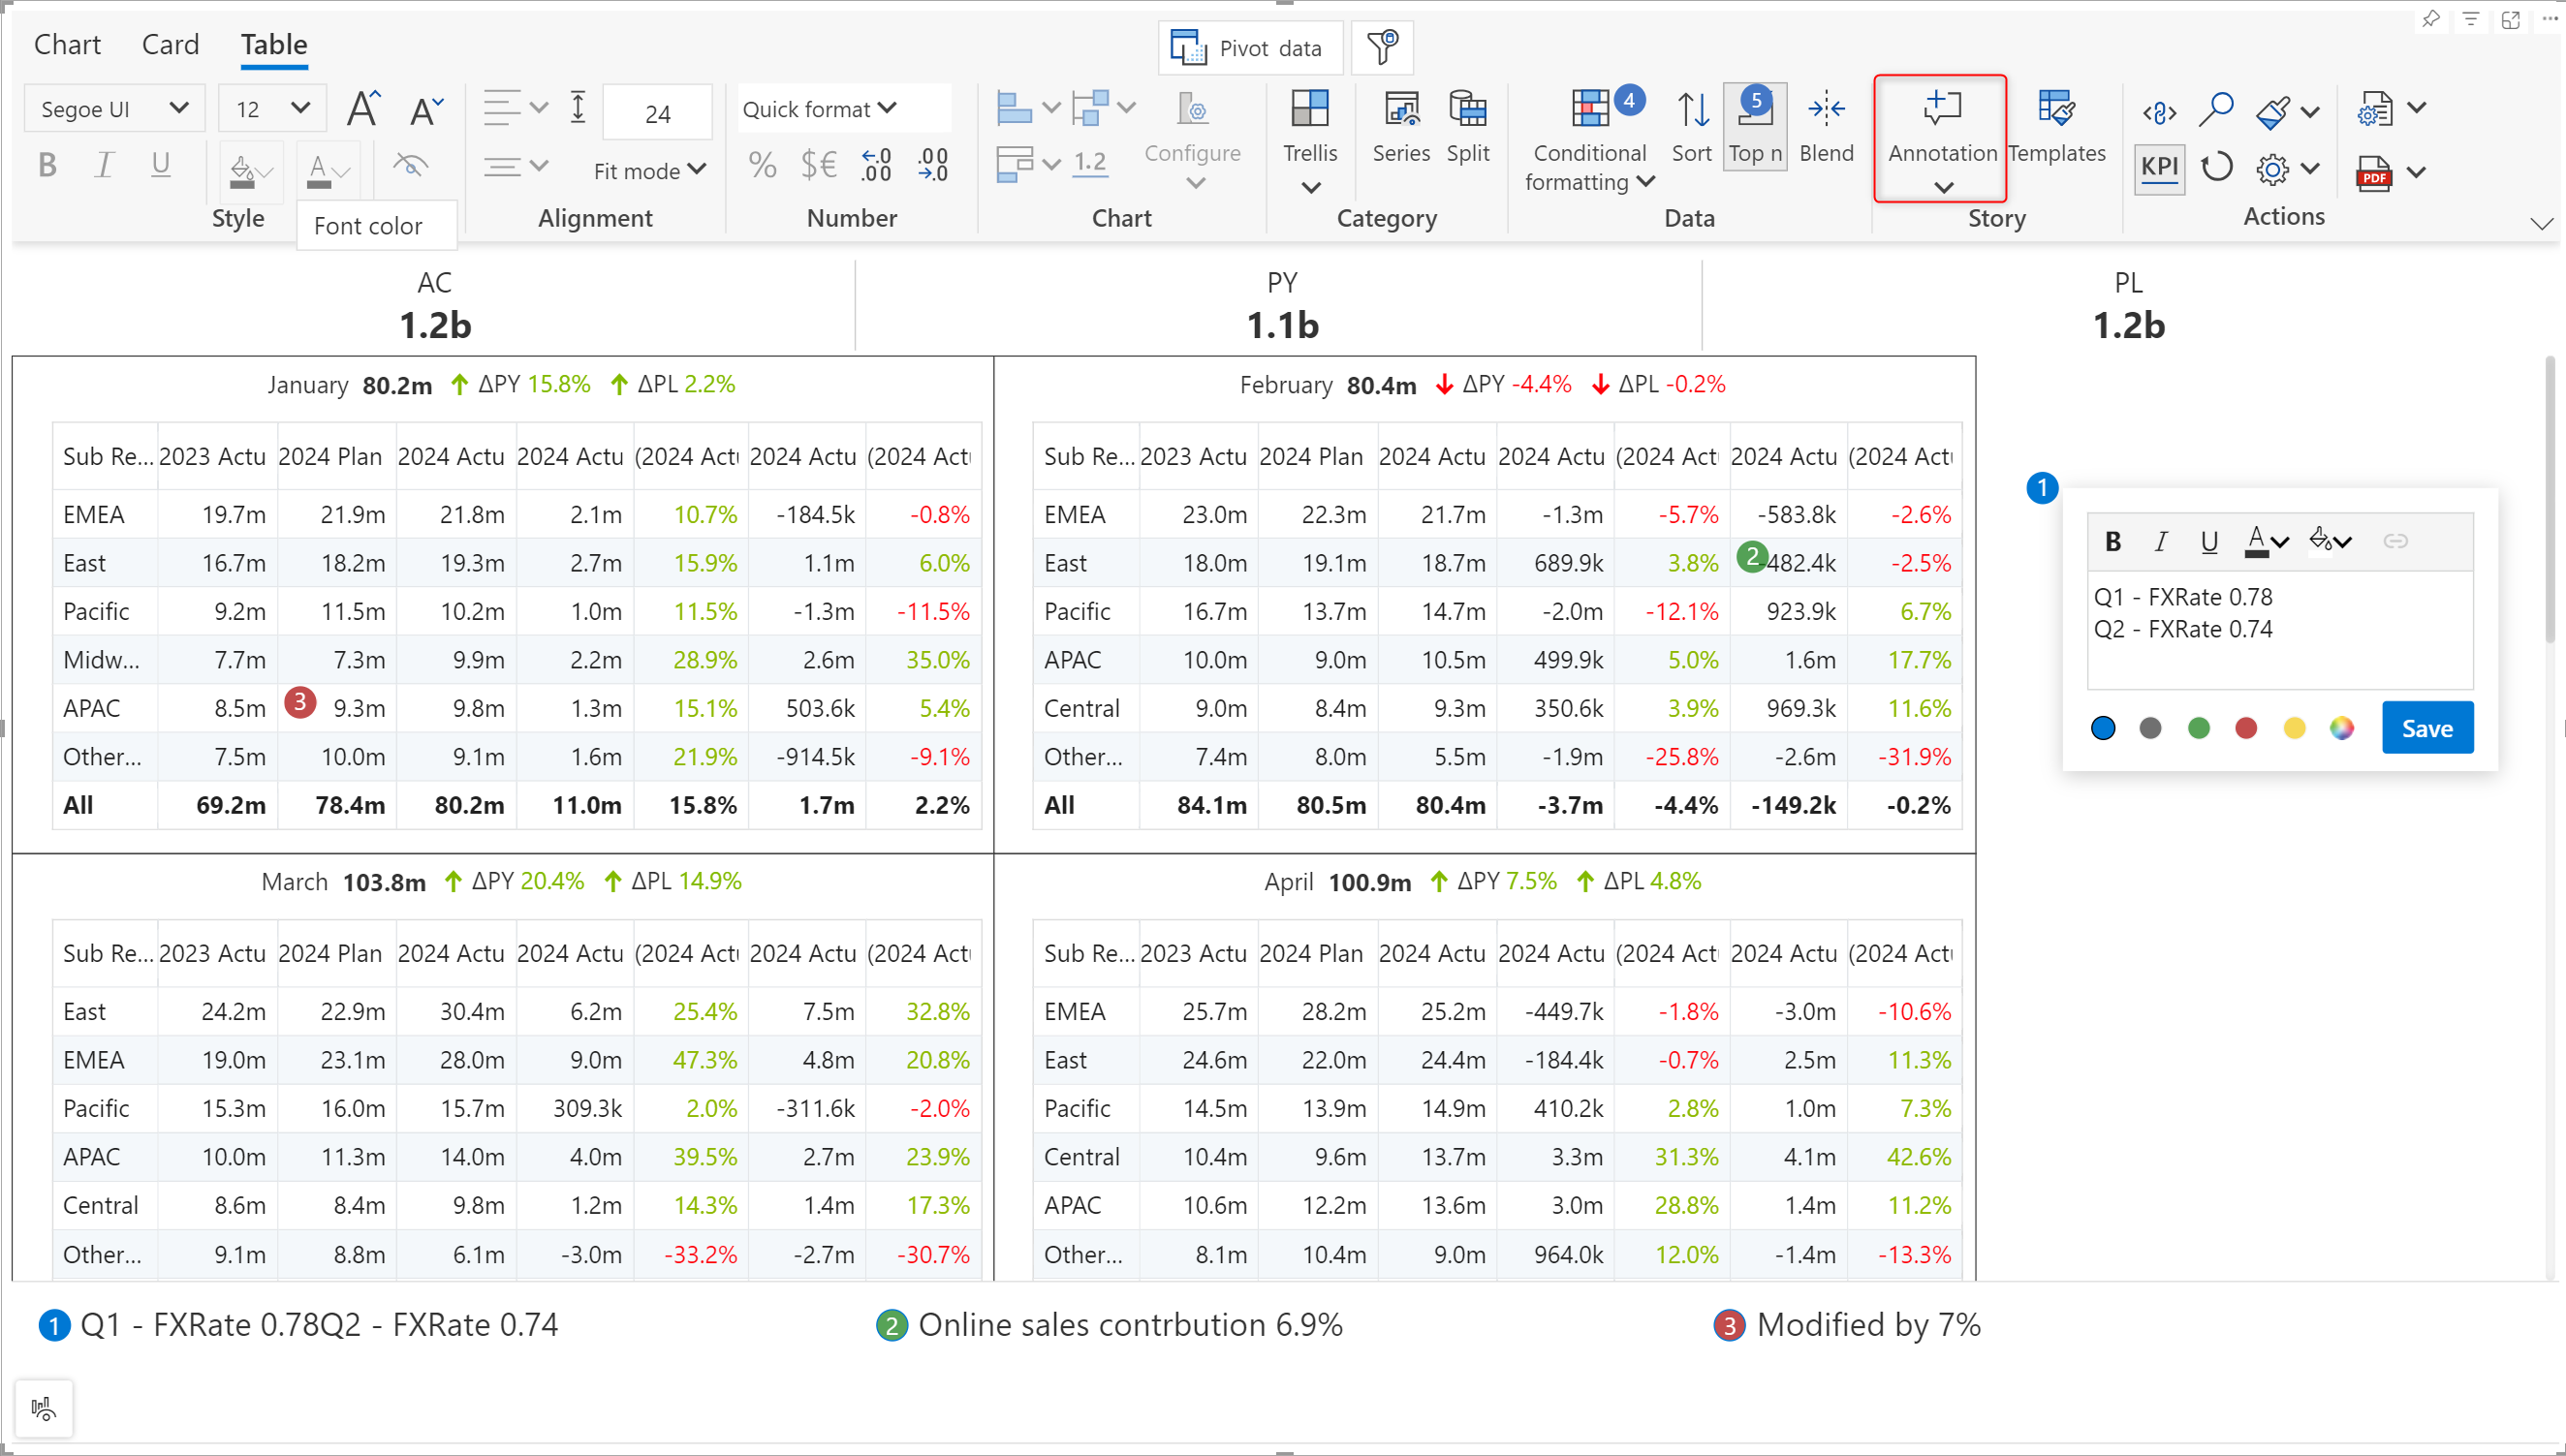 Chart Card Table
Pivot data
Segoe UI 12 A A 24 Quick format
B I U A Fit mode % $€ .0 .00 .00 .0 1.2 Configure
Trellis Series Split Conditional formatting 4 Sort 5 Top n Blend Annotation Templates KPI PDF
Style Alignment Number Chart Category Data Story Actions
Font color
AC PY PL
1.2b 1.1b 1.2b
January 80.2m ΔPY 15.8% ΔPL 2.2%
Sub Re... 2023 Actu 2024 Plan 2024 Actu 2024 Actu (2024 Actu 2024 Actu (2024 Actu
EMEA 19.7m 21.9m 21.8m 2.1m 10.7% -184.5k -0.8%
East 16.7m 18.2m 19.3m 2.7m 15.9% 1.1m 6.0%
Pacific 9.2m 11.5m 10.2m 1.0m 11.5% -1.3m -11.5%
Midw... 7.7m 7.3m 9.9m 2.2m 28.9% 2.6m 35.0%
APAC 8.5m 3 9.3m 9.8m 1.3m 15.1% 503.6k 5.4%
Other... 7.5m 10.0m 9.1m 1.6m 21.9% -914.5k -9.1%
All 69.2m 78.4m 80.2m 11.0m 15.8% 1.7m 2.2%
February 80.4m ΔPY -4.4% ΔPL -0.2%
Sub Re... 2023 Actu 2024 Plan 2024 Actu 2024 Actu (2024 Actu 2024 Actu (2024 Actu
EMEA 23.0m 22.3m 21.7m -1.3m -5.7% -583.8k -2.6%
East 18.0m 19.1m 18.7m 689.9k 3.8% 2 -482.4k -2.5%
Pacific 16.7m 13.7m 14.7m -2.0m -12.1% 923.9k 6.7%
APAC 10.0m 9.0m 10.5m 499.9k 5.0% 1.6m 17.7%
Central 9.0m 8.4m 9.3m 350.6k 3.9% 969.3k 11.6%
Other... 7.4m 8.0m 5.5m -1.9m -25.8% -2.6m -31.9%
All 84.1m 80.5m 80.4m -3.7m -4.4% -149.2k -0.2%
1
B I U A
Q1 - FXRate 0.78
Q2 - FXRate 0.74
Save
March 103.8m ΔPY 20.4% ΔPL 14.9%
Sub Re... 2023 Actu 2024 Plan 2024 Actu 2024 Actu (2024 Actu 2024 Actu (2024 Actu
East 24.2m 22.9m 30.4m 6.2m 25.4% 7.5m 32.8%
EMEA 19.0m 23.1m 28.0m 9.0m 47.3% 4.8m 20.8%
Pacific 15.3m 16.0m 15.7m 309.3k 2.0% -311.6k -2.0%
APAC 10.0m 11.3m 14.0m 4.0m 39.5% 2.7m 23.9%
Central 8.6m 8.4m 9.8m 1.2m 14.3% 1.4m 17.3%
Other... 9.1m 8.8m 6.1m -3.0m -33.2% -2.7m -30.7%
April 100.9m ΔPY 7.5% ΔPL 4.8%
Sub Re... 2023 Actu 2024 Plan 2024 Actu 2024 Actu (2024 Actu 2024 Actu (2024 Actu
EMEA 25.7m 28.2m 25.2m -449.7k -1.8% -3.0m -10.6%
East 24.6m 22.0m 24.4m -184.4k -0.7% 2.5m 11.3%
Pacific 14.5m 13.9m 14.9m 410.2k 2.8% 1.0m 7.3%
Central 10.4m 9.6m 13.7m 3.3m 31.3% 4.1m 42.6%
APAC 10.6m 12.2m 13.6m 3.0m 28.8% 1.4m 11.2%
Other... 8.1m 10.4m 9.0m 964.0k 12.0% -1.4m -13.3%
1 Q1 - FXRate 0.78Q2 - FXRate 0.74 2 Online sales contrbution 6.9% 3 Modified by 7%